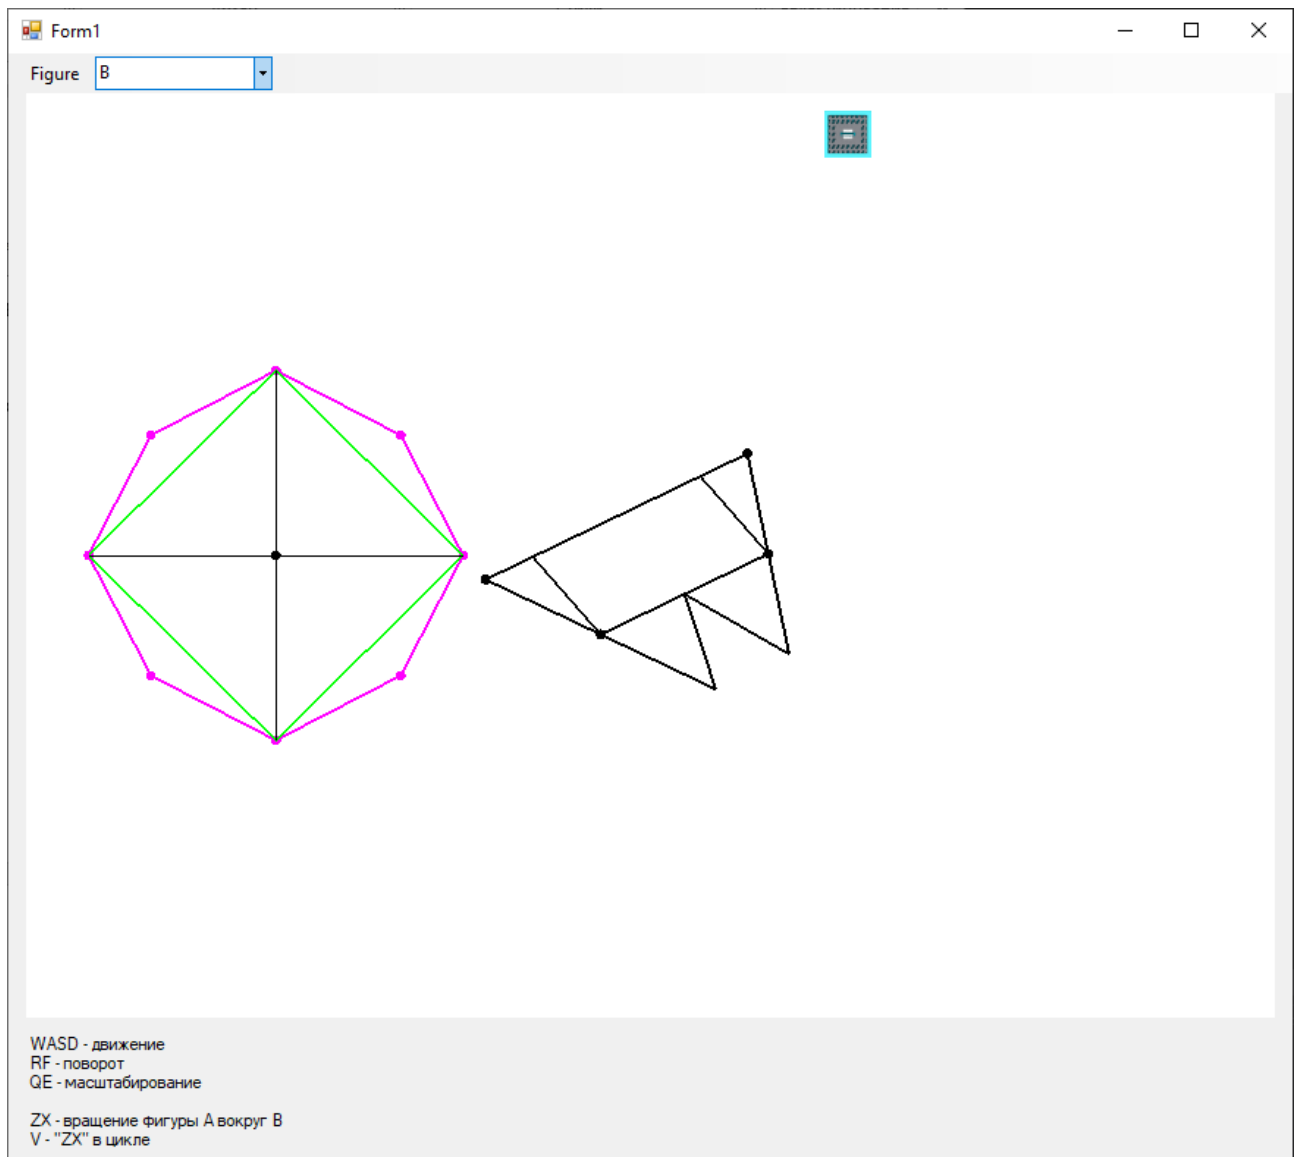 Form1
Figure B
WASD - движение
RF - поворот
QE - масштабирование
ZX - вращение фигуры А вокруг В
V - "ZX" в цикле